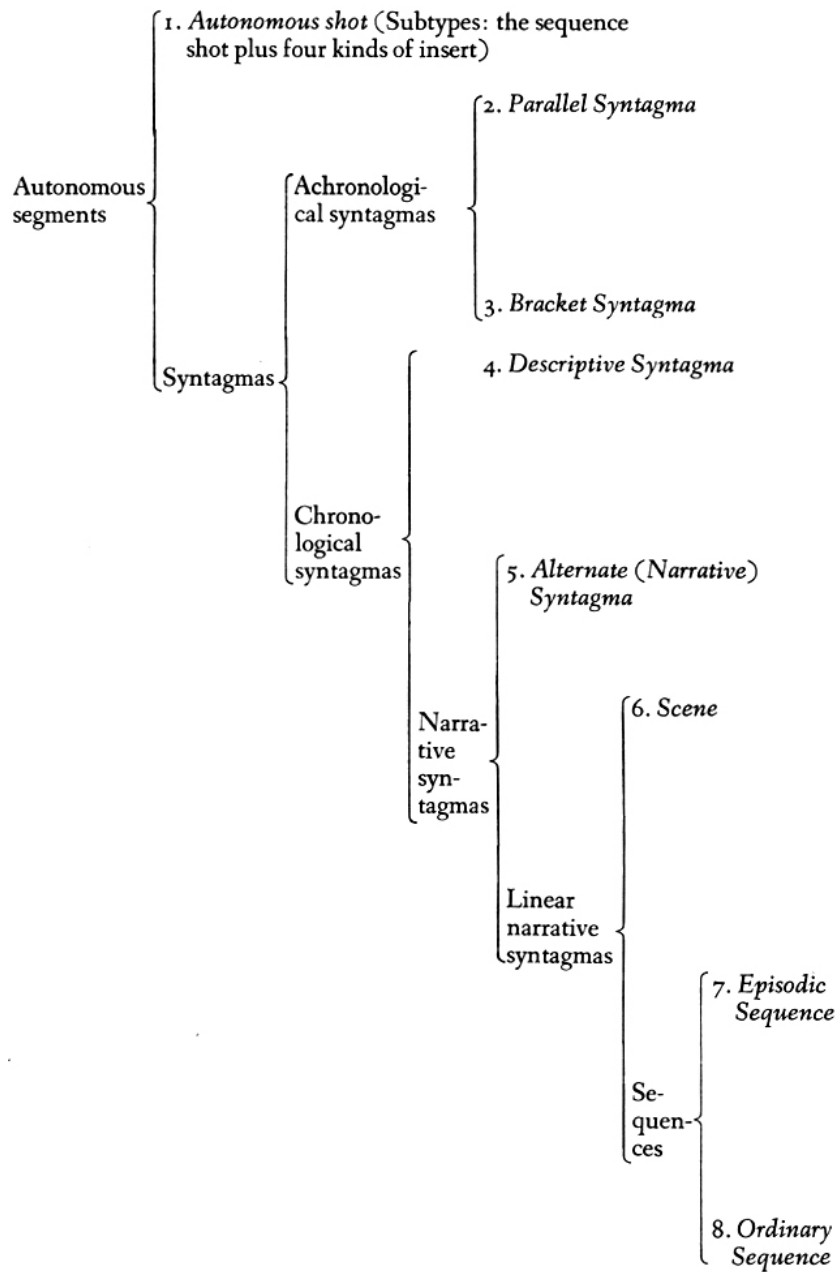 1. Autonomous shot (Subtypes: the sequence
shot plus four kinds of insert)
2. Parallel Syntagma
Autonomous
segments
Achronologi-
cal syntagmas
3. Bracket Syntagma
Syntagmas
4. Descriptive Syntagma
Chrono-
logical
syntagmas
5. Alternate (Narrative)
Syntagma
6. Scene
Narra-
tive
syn-
tagmas
Linear
narrative
syntagmas
7. Episodic
Sequence
Se-
quen-
ces
8. Ordinary
Sequence